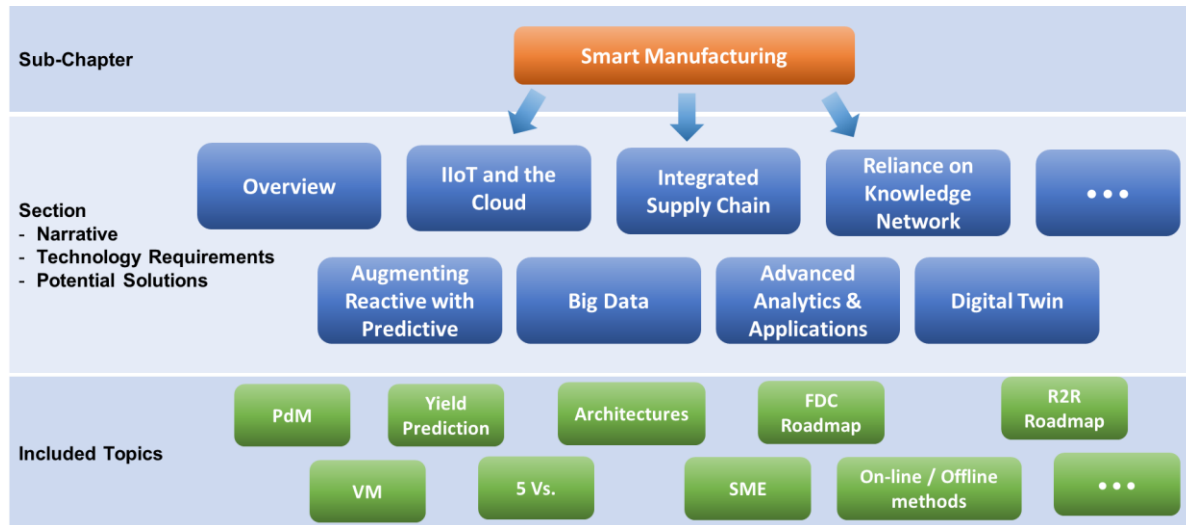 Sub-Chapter
Smart Manufacturing
Section
- Narrative
- Technology Requirements
- Potential Solutions
Overview
IIoT and the
Cloud
Integrated
Supply Chain
Reliance on
Knowledge
Network
•••
Augmenting
Reactive with
Predictive
Big Data
Advanced
Analytics &
Applications
Digital Twin
Included Topics
PdM
Yield
Prediction
Architectures
FDC
Roadmap
R2R
Roadmap
VM
5 Vs.
SME
On-line / Offline
methods
•••